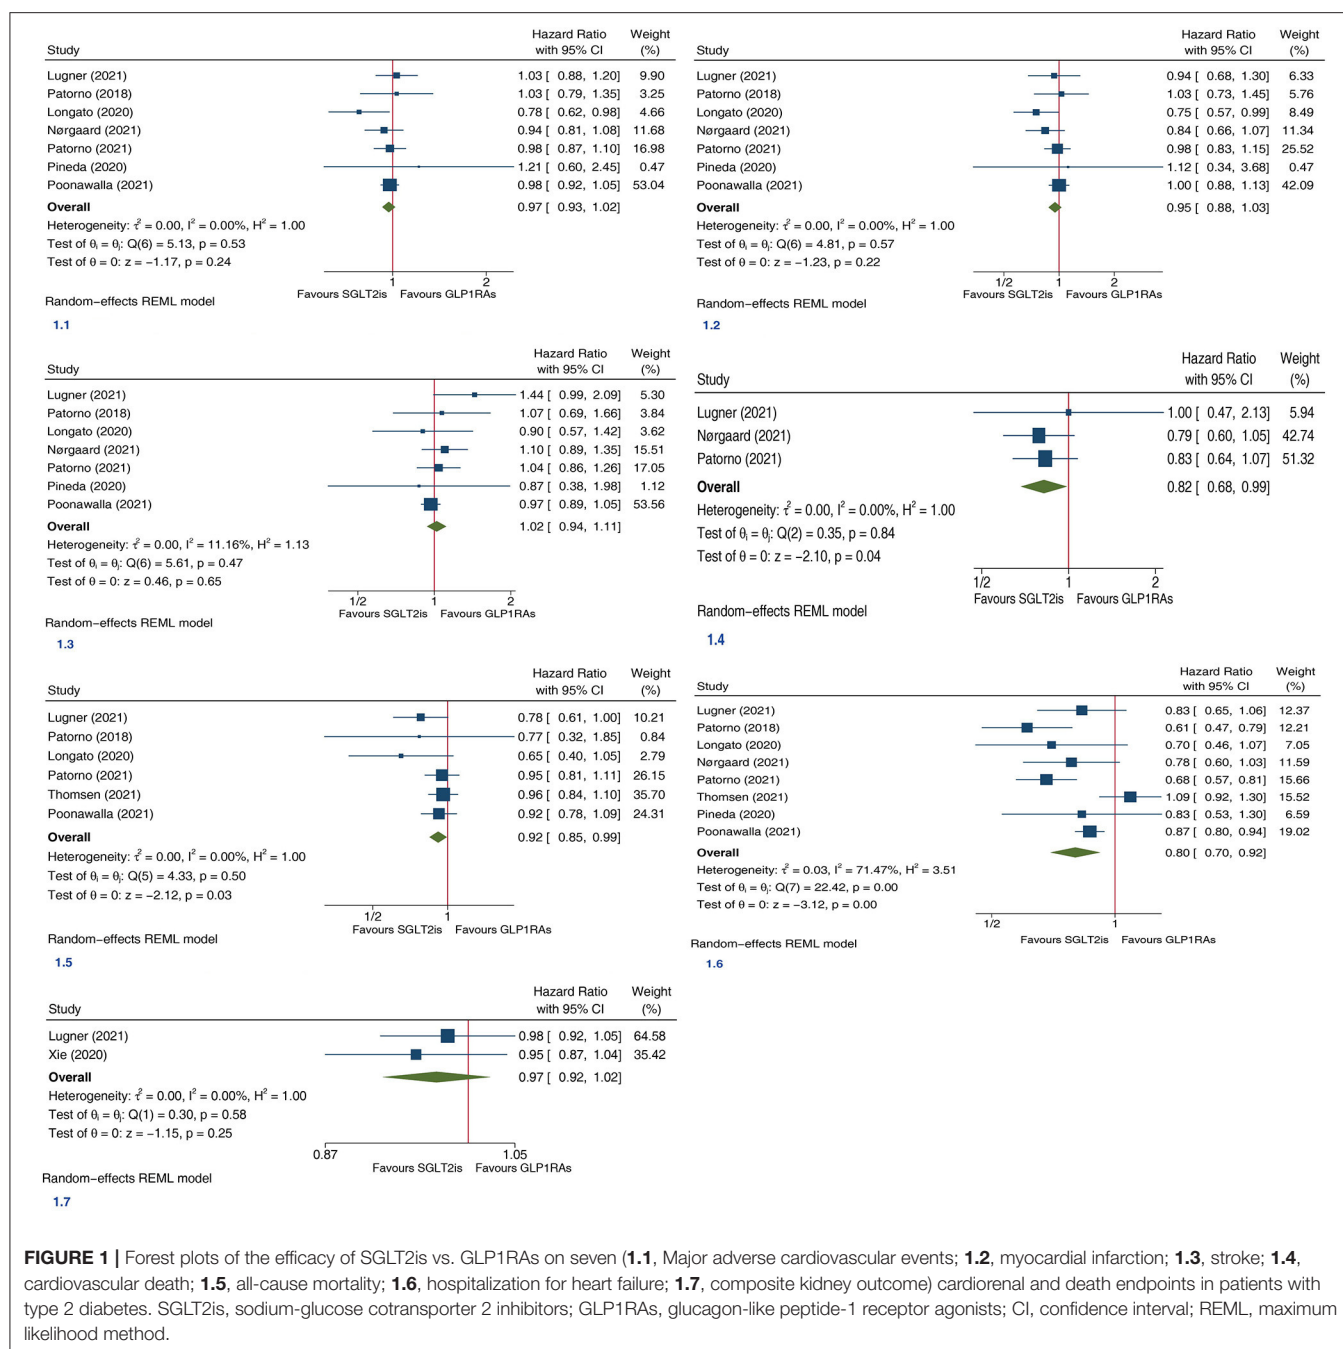 Hazard Ratio Weight
Study with 95% CI (%)
Lugner (2021) 1.03 [ 0.88, 1.20] 9.90
Patorno (2018) 1.03 [ 0.79, 1.35] 3.25
Longato (2020) 0.78 [ 0.62, 0.98] 4.66
Nørgaard (2021) 0.94 [ 0.81, 1.08] 11.68
Patorno (2021) 0.98 [ 0.87, 1.10] 16.98
Pineda (2020) 1.21 [ 0.60, 2.45] 0.47
Poonawalla (2021) 0.98 [ 0.92, 1.05] 53.04
Overall 0.97 [ 0.93, 1.02]
Heterogeneity: τ² = 0.00, I² = 0.00%, H² = 1.00
Test of θᵢ = θⱼ: Q(6) = 5.13, p = 0.53
Test of θ = 0: z = −1.17, p = 0.24
1 2
Favours SGLT2is Favours GLP1RAs
Random−effects REML model
1.1
Hazard Ratio Weight
Study with 95% CI (%)
Lugner (2021) 0.94 [ 0.68, 1.30] 6.33
Patorno (2018) 1.03 [ 0.73, 1.45] 5.76
Longato (2020) 0.75 [ 0.57, 0.99] 8.49
Nørgaard (2021) 0.84 [ 0.66, 1.07] 11.34
Patorno (2021) 0.98 [ 0.83, 1.15] 25.52
Pineda (2020) 1.12 [ 0.34, 3.68] 0.47
Poonawalla (2021) 1.00 [ 0.88, 1.13] 42.09
Overall 0.95 [ 0.88, 1.03]
Heterogeneity: τ² = 0.00, I² = 0.00%, H² = 1.00
Test of θᵢ = θⱼ: Q(6) = 4.81, p = 0.57
Test of θ = 0: z = −1.23, p = 0.22
1/2 1 2
Favours SGLT2is Favours GLP1RAs
Random−effects REML model
1.2
Hazard Ratio Weight
Study with 95% CI (%)
Lugner (2021) 1.44 [ 0.99, 2.09] 5.30
Patorno (2018) 1.07 [ 0.69, 1.66] 3.84
Longato (2020) 0.90 [ 0.57, 1.42] 3.62
Nørgaard (2021) 1.10 [ 0.89, 1.35] 15.51
Patorno (2021) 1.04 [ 0.86, 1.26] 17.05
Pineda (2020) 0.87 [ 0.38, 1.98] 1.12
Poonawalla (2021) 0.97 [ 0.89, 1.05] 53.56
Overall 1.02 [ 0.94, 1.11]
Heterogeneity: τ² = 0.00, I² = 11.16%, H² = 1.13
Test of θᵢ = θⱼ: Q(6) = 5.61, p = 0.47
Test of θ = 0: z = 0.46, p = 0.65
1/2 1 2
Favours SGLT2is Favours GLP1RAs
Random−effects REML model
1.3
Hazard Ratio Weight
Study with 95% CI (%)
Lugner (2021) 1.00 [ 0.47, 2.13] 5.94
Nørgaard (2021) 0.79 [ 0.60, 1.05] 42.74
Patorno (2021) 0.83 [ 0.64, 1.07] 51.32
Overall 0.82 [ 0.68, 0.99]
Heterogeneity: τ² = 0.00, I² = 0.00%, H² = 1.00
Test of θᵢ = θⱼ: Q(2) = 0.35, p = 0.84
Test of θ = 0: z = −2.10, p = 0.04
1/2 1 2
Favours SGLT2is Favours GLP1RAs
Random−effects REML model
1.4
Hazard Ratio Weight
Study with 95% CI (%)
Lugner (2021) 0.78 [ 0.61, 1.00] 10.21
Patorno (2018) 0.77 [ 0.32, 1.85] 0.84
Longato (2020) 0.65 [ 0.40, 1.05] 2.79
Patorno (2021) 0.95 [ 0.81, 1.11] 26.15
Thomsen (2021) 0.96 [ 0.84, 1.10] 35.70
Poonawalla (2021) 0.92 [ 0.78, 1.09] 24.31
Overall 0.92 [ 0.85, 0.99]
Heterogeneity: τ² = 0.00, I² = 0.00%, H² = 1.00
Test of θᵢ = θⱼ: Q(5) = 4.33, p = 0.50
Test of θ = 0: z = −2.12, p = 0.03
1/2 1
Favours SGLT2is Favours GLP1RAs
Random−effects REML model
1.5
Hazard Ratio Weight
Study with 95% CI (%)
Lugner (2021) 0.83 [ 0.65, 1.06] 12.37
Patorno (2018) 0.61 [ 0.47, 0.79] 12.21
Longato (2020) 0.70 [ 0.46, 1.07] 7.05
Nørgaard (2021) 0.78 [ 0.60, 1.03] 11.59
Patorno (2021) 0.68 [ 0.57, 0.81] 15.66
Thomsen (2021) 1.09 [ 0.92, 1.30] 15.52
Pineda (2020) 0.83 [ 0.53, 1.30] 6.59
Poonawalla (2021) 0.87 [ 0.80, 0.94] 19.02
Overall 0.80 [ 0.70, 0.92]
Heterogeneity: τ² = 0.03, I² = 71.47%, H² = 3.51
Test of θᵢ = θⱼ: Q(7) = 22.42, p = 0.00
Test of θ = 0: z = −3.12, p = 0.00
1/2 1
Favours SGLT2is Favours GLP1RAs
Random−effects REML model
1.6
Hazard Ratio Weight
Study with 95% CI (%)
Lugner (2021) 0.98 [ 0.92, 1.05] 64.58
Xie (2020) 0.95 [ 0.87, 1.04] 35.42
Overall 0.97 [ 0.92, 1.02]
Heterogeneity: τ² = 0.00, I² = 0.00%, H² = 1.00
Test of θᵢ = θⱼ: Q(1) = 0.30, p = 0.58
Test of θ = 0: z = −1.15, p = 0.25
0.87 1.05
Favours SGLT2is Favours GLP1RAs
Random−effects REML model
1.7
FIGURE 1 | Forest plots of the efficacy of SGLT2is vs. GLP1RAs on seven (1.1, Major adverse cardiovascular events; 1.2, myocardial infarction; 1.3, stroke; 1.4,
cardiovascular death; 1.5, all-cause mortality; 1.6, hospitalization for heart failure; 1.7, composite kidney outcome) cardiorenal and death endpoints in patients with
type 2 diabetes. SGLT2is, sodium-glucose cotransporter 2 inhibitors; GLP1RAs, glucagon-like peptide-1 receptor agonists; CI, confidence interval; REML, maximum
likelihood method.